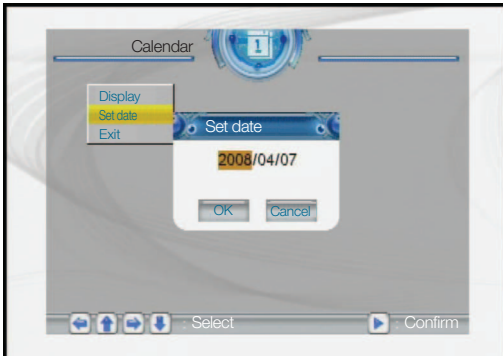 Calendar
1
Display
Set date
Exit
Set date
2008/04/07
OK Cancel
: Select : Confirm